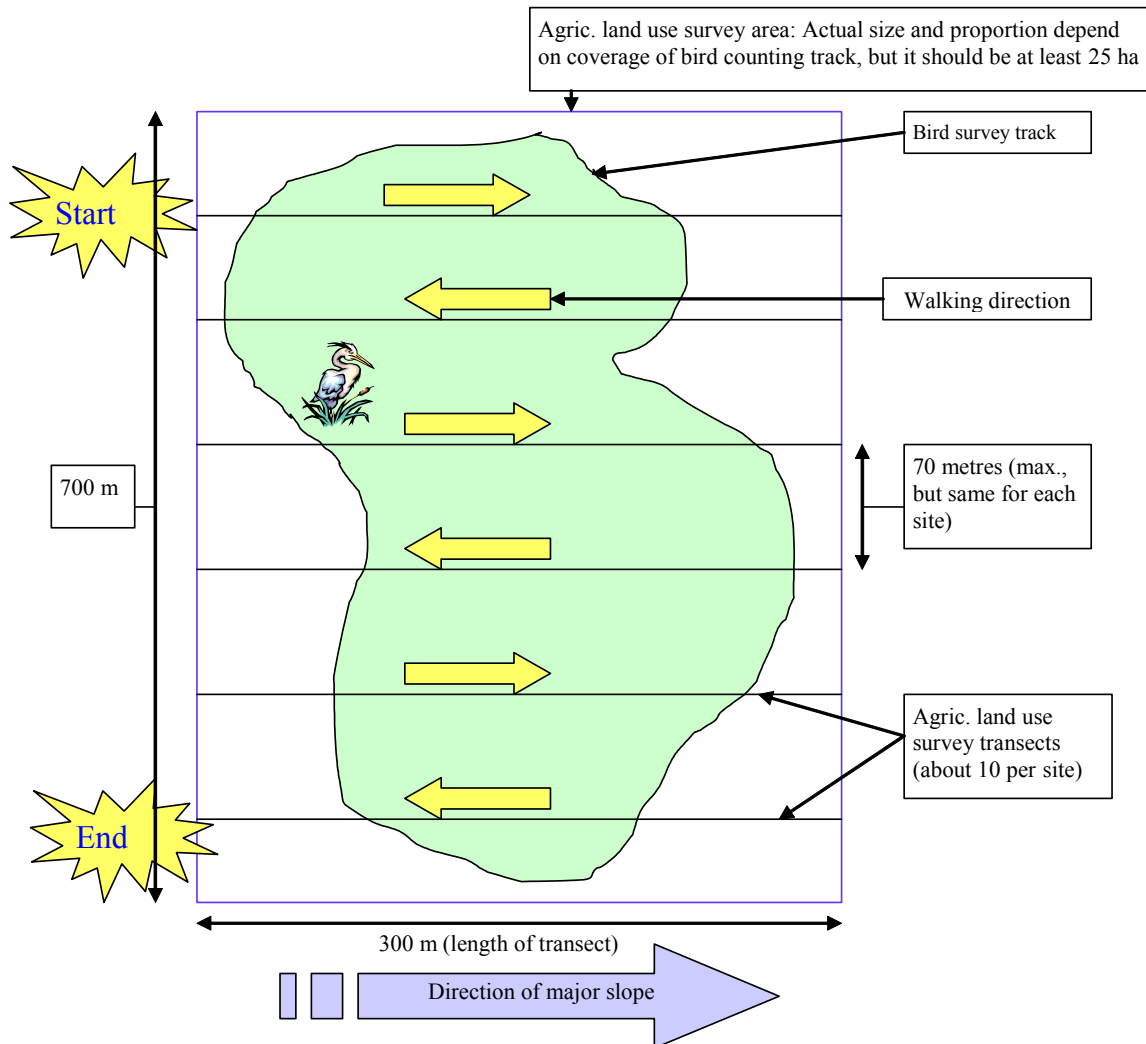 Agric. land use survey area: Actual size and proportion depend
on coverage of bird counting track, but it should be at least 25 ha
Bird survey track
Start
Walking direction
700 m
70 metres (max.,
but same for each
site)
Agric. land use
survey transects
(about 10 per site)
End
300 m (length of transect)
Direction of major slope